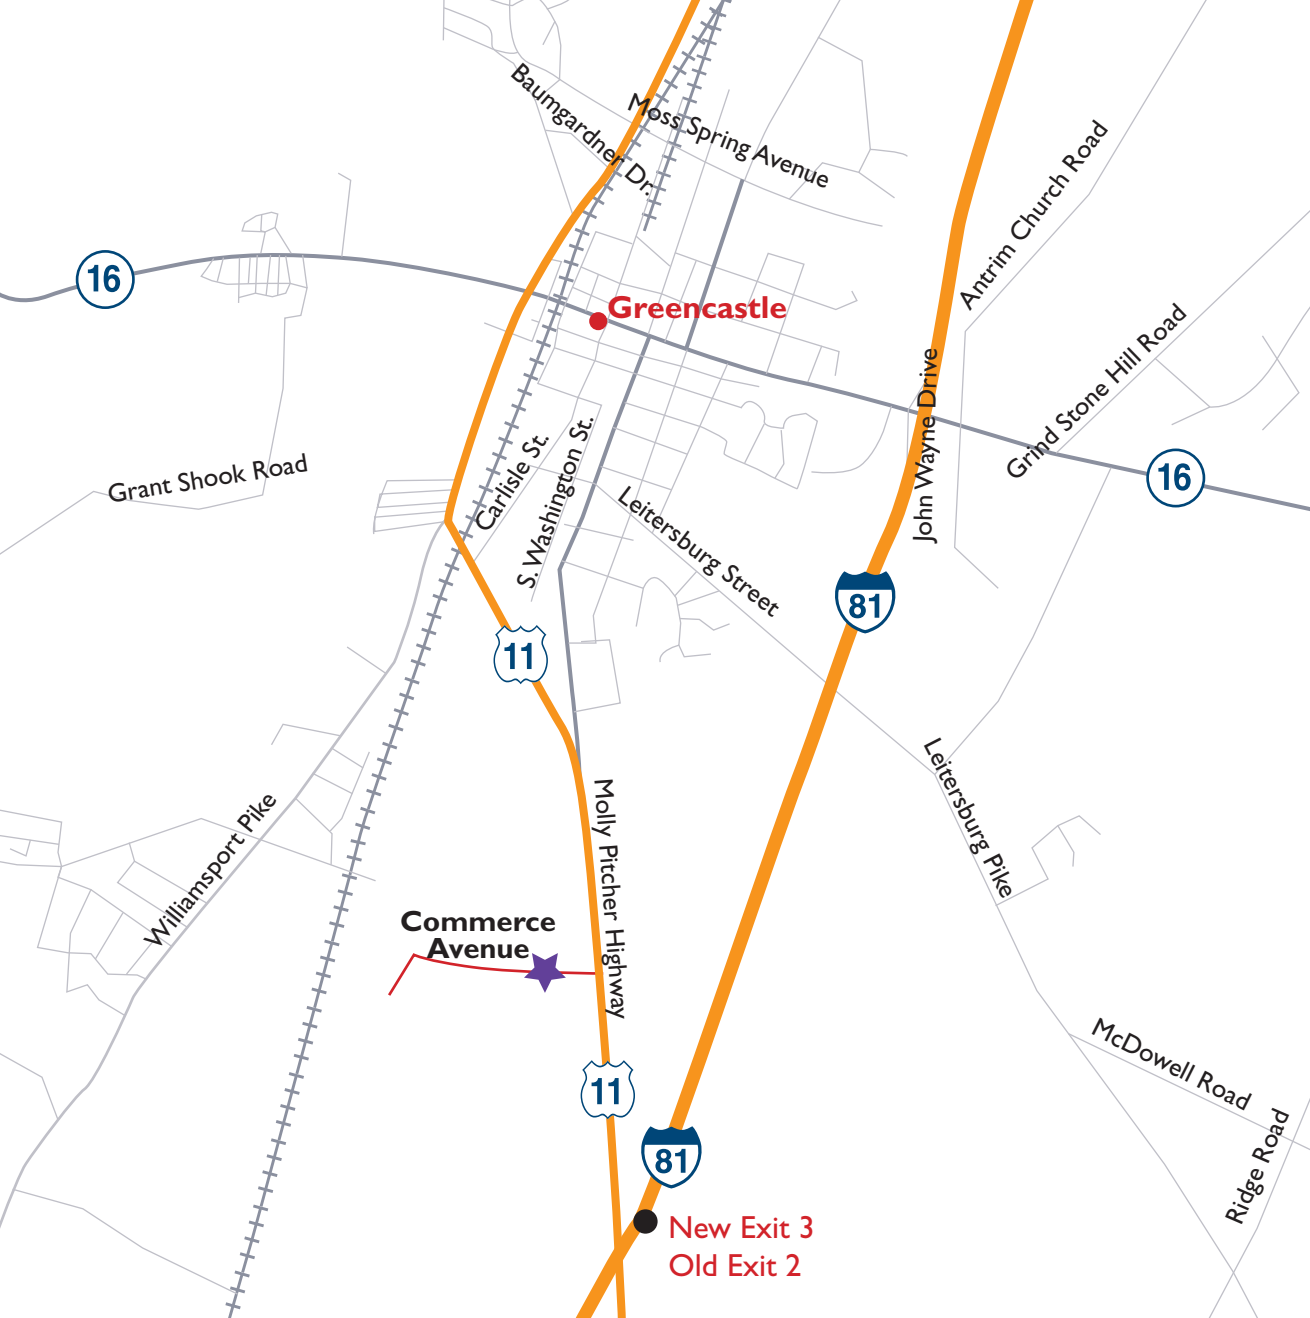 Baumgardner Dr.
Moss Spring Avenue
Antrim Church Road
16
Greencastle
Grind Stone Hill Road
John Wayne Drive
Grant Shook Road
Carlisle St.
S. Washington St.
16
Leitersburg Street
81
11
Leitersburg Pike
Molly Pitcher Highway
Williamsport Pike
Commerce
Avenue
McDowell Road
11
81
Ridge Road
New Exit 3
Old Exit 2